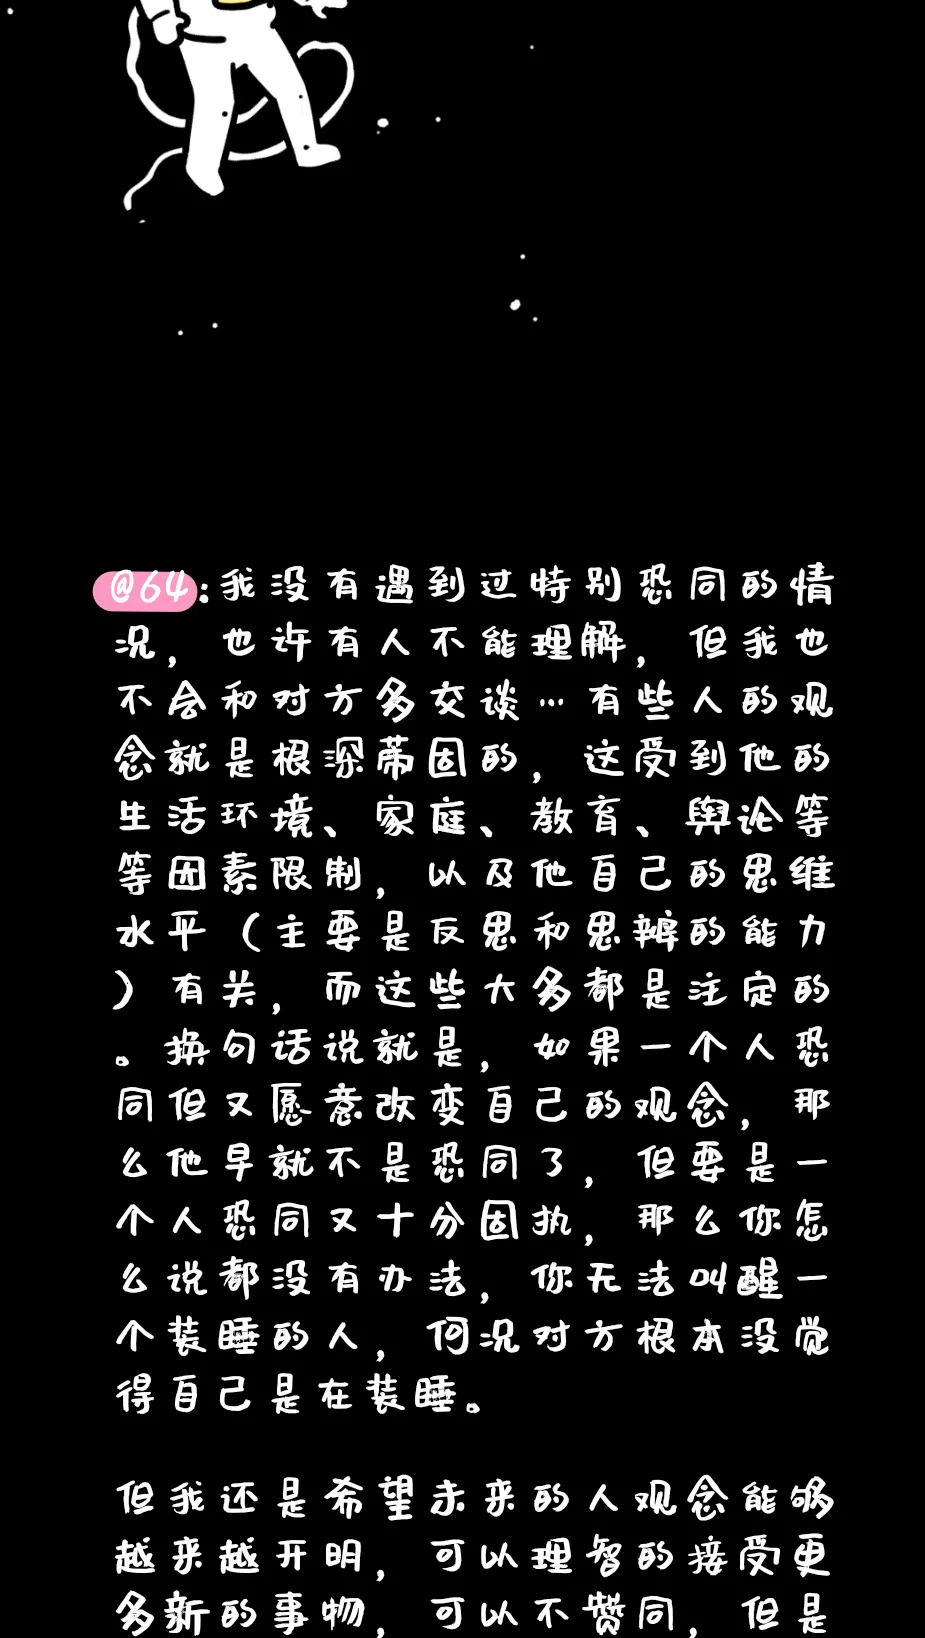 @64:我没有遇到过特别恐同的情
况，也许有人不能理解，但我也
不会和对方多交谈…有些人的观
念就是根深蒂固的，这受到他的
生活环境、家庭、教育、舆论等
等因素限制，以及他自己的思维
水平（主要是反思和思辨的能力
）有关，而这些大多都是注定的
。换句话说就是，如果一个人恐
同但又愿意改变自己的观念，那
么他早就不是恐同了，但要是一
个人恐同又十分固执，那么你怎
么说都没有办法，你无法叫醒一
个装睡的人，何况对方根本没觉
得自己是在装睡。
但我还是希望未来的人观念能够
越来越开明，可以理智的接受更
多新的事物，可以不赞同，但是